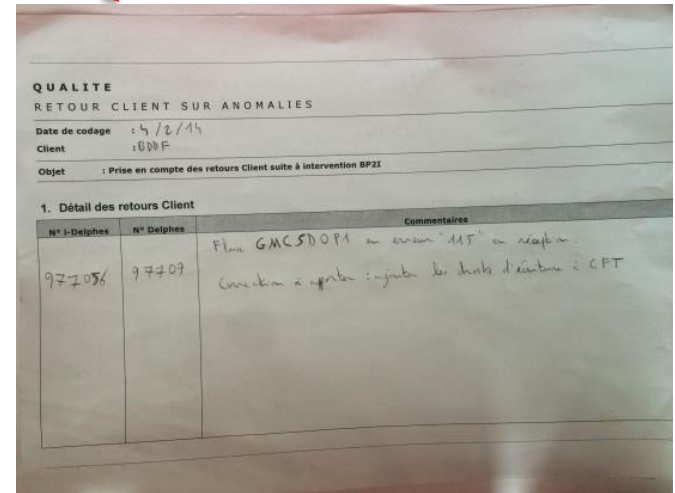 QUALITE
RETOUR CLIENT SUR ANOMALIES
Date de codage : 4/2/14
Client : BDDF
Objet : Prise en compte des retours Client suite à intervention BP2I
1. Détail des retours Client
N° i-Delphes N° Delphes Commentaires
Flux GMCSDOP1 en erreur "115" en réception
977056 97709 Correction à apporter : ajouter les droits d'écriture à CFT